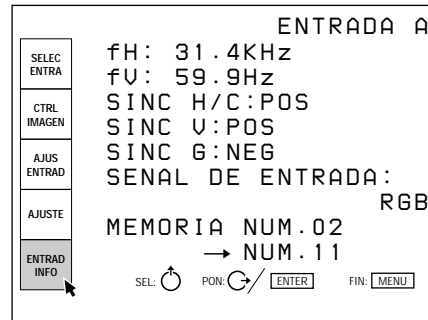 ENTRADA A
SELEC
ENTRA
CTRL
IMAGEN
AJUS
ENTRAD
AJUSTE
ENTRAD
INFO
fH: 31.4KHz
fV: 59.9Hz
SINC H/C:POS
SINC V:POS
SINC G:NEG
SENAL DE ENTRADA:
RGB
MEMORIA NUM.02
→ NUM.11
SEL: PON: / ENTER FIN: MENU